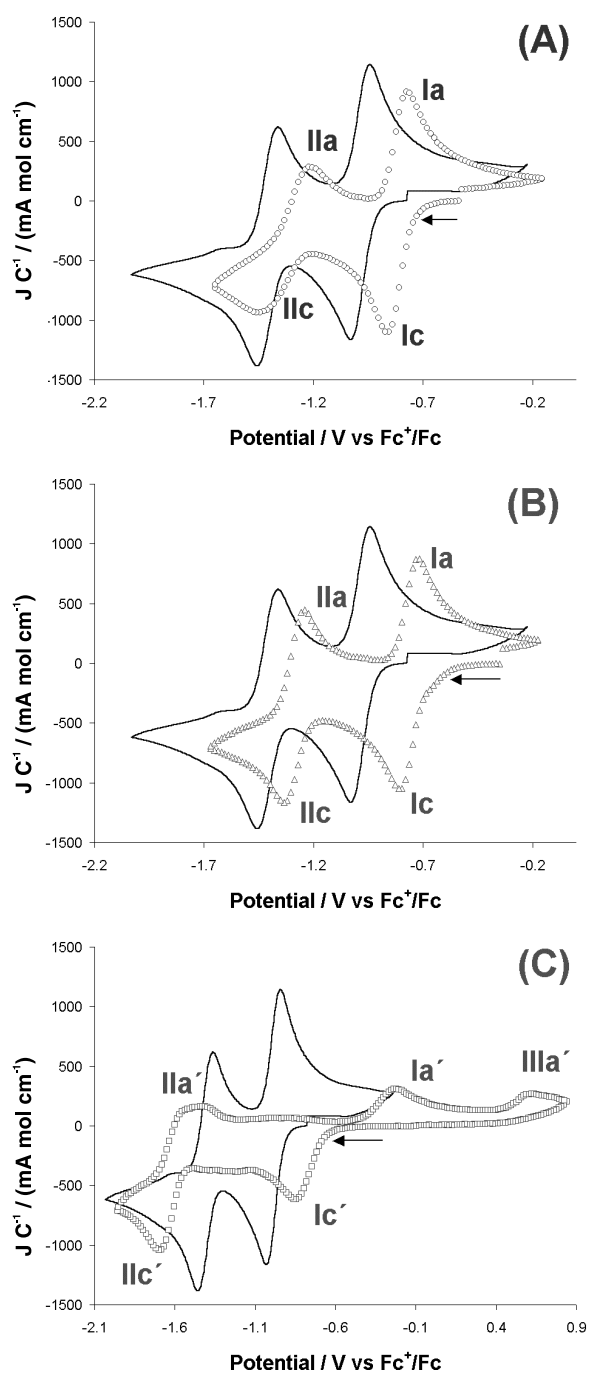 (A)
1500
1000
500
0
-500
-1000
-1500
J C⁻¹ / (mA mol cm⁻¹)
Ia
IIa
IIc
Ic
-2.2 -1.7 -1.2 -0.7 -0.2
Potential / V vs Fc⁺/Fc
(B)
1500
1000
500
0
-500
-1000
-1500
J C⁻¹ / (mA mol cm⁻¹)
Ia
IIa
IIc
Ic
-2.2 -1.7 -1.2 -0.7 -0.2
Potential / V vs Fc⁺/Fc
(C)
1500
1000
500
0
-500
-1000
-1500
J C⁻¹ / (mA mol cm⁻¹)
IIa´
Ia´
IIIa´
Ic´
IIc´
-2.1 -1.6 -1.1 -0.6 -0.1 0.4 0.9
Potential / V vs Fc⁺/Fc